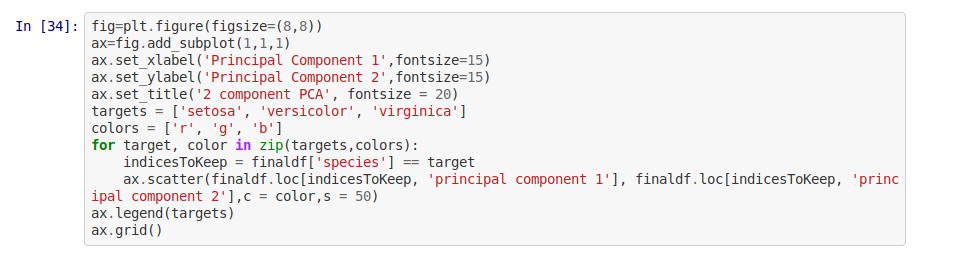 In [34]: fig=plt.figure(figsize=(8,8))
ax=fig.add_subplot(1,1,1)
ax.set_xlabel('Principal Component 1',fontsize=15)
ax.set_ylabel('Principal Component 2',fontsize=15)
ax.set_title('2 component PCA', fontsize = 20)
targets = ['setosa', 'versicolor', 'virginica']
colors = ['r', 'g', 'b']
for target, color in zip(targets,colors):
    indicesToKeep = finaldf['species'] == target
    ax.scatter(finaldf.loc[indicesToKeep, 'principal component 1'], finaldf.loc[indicesToKeep, 'princ
ipal component 2'],c = color,s = 50)
ax.legend(targets)
ax.grid()